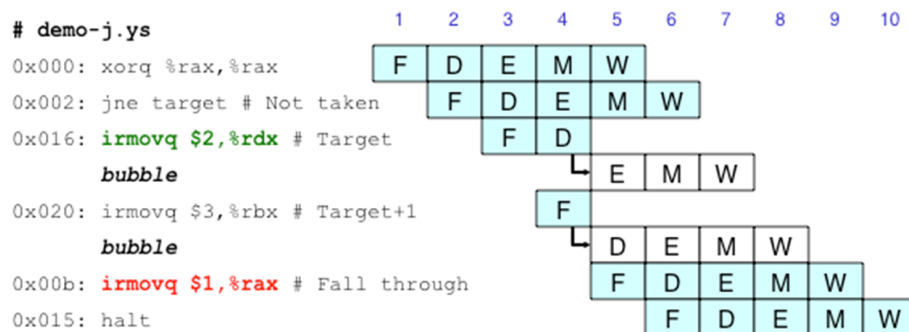 1 2 3 4 5 6 7 8 9 10
# demo-j.ys
0x000: xorq %rax,%rax F D E M W
0x002: jne target # Not taken F D E M W
0x016: irmovq $2,%rdx # Target F D
bubble E M W
0x020: irmovq $3,%rbx # Target+1 F
bubble D E M W
0x00b: irmovq $1,%rax # Fall through F D E M W
0x015: halt F D E M W